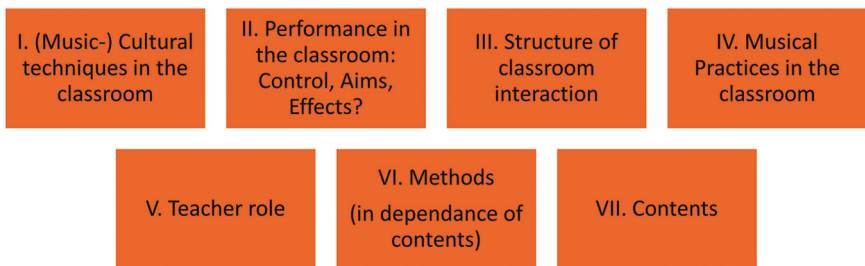 I. (Music-) Cultural
techniques in the
classroom
II. Performance in
the classroom:
Control, Aims,
Effects?
III. Structure of
classroom
interaction
IV. Musical
Practices in the
classroom
V. Teacher role
VI. Methods
(in dependance of
contents)
VII. Contents